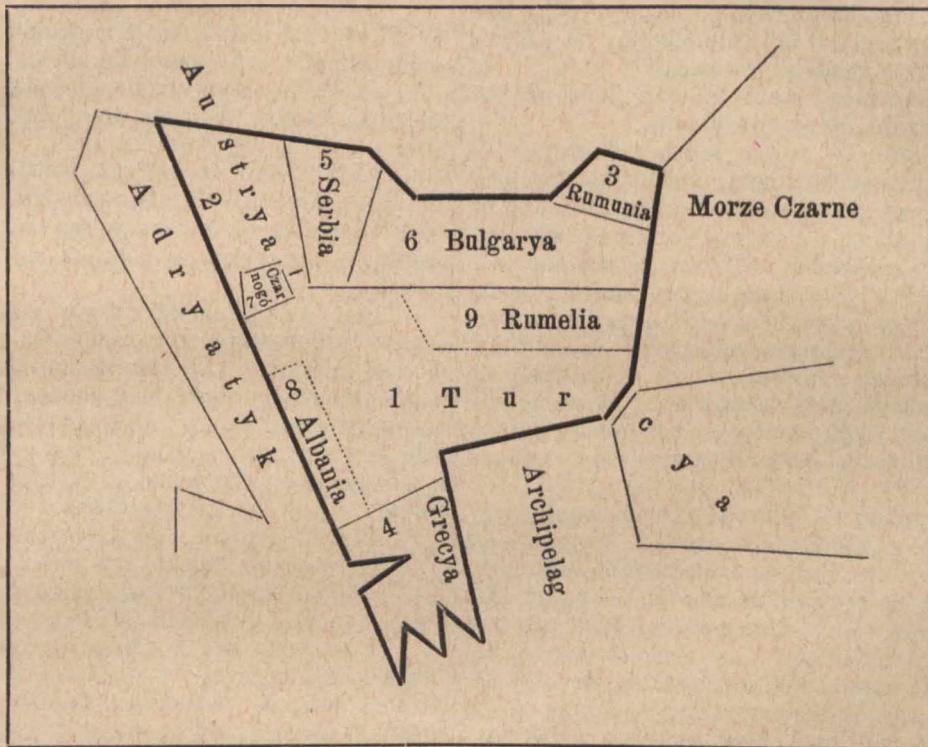 Austrya 2
5 Serbia
3
Rumunia
Morze Czarne
6 Bulgarya
Adryatyk
1
Czar
nogó
7
9 Rumelia
1 Turcya
8 Albania
4 Grecya
Archipelag